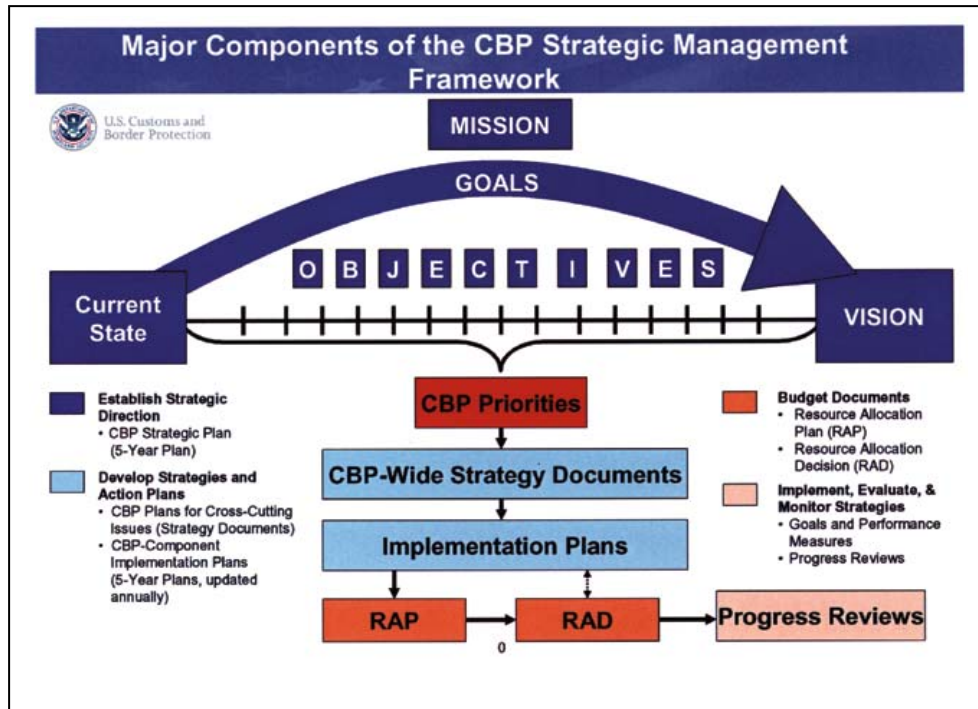 Major Components of the CBP Strategic Management
Framework
U.S. Customs and
Border Protection
MISSION
GOALS
O B J E C T I V E S
Current
State
VISION
CBP Priorities
CBP-Wide Strategy Documents
Implementation Plans
RAP
RAD
Progress Reviews
0
Establish Strategic
Direction
• CBP Strategic Plan
(5-Year Plan)
Develop Strategies and
Action Plans
• CBP Plans for Cross-Cutting
Issues (Strategy Documents)
• CBP-Component
Implementation Plans
(5-Year Plans, updated
annually)
Budget Documents
• Resource Allocation
Plan (RAP)
• Resource Allocation
Decision (RAD)
Implement, Evaluate, &
Monitor Strategies
• Goals and Performance
Measures
• Progress Reviews